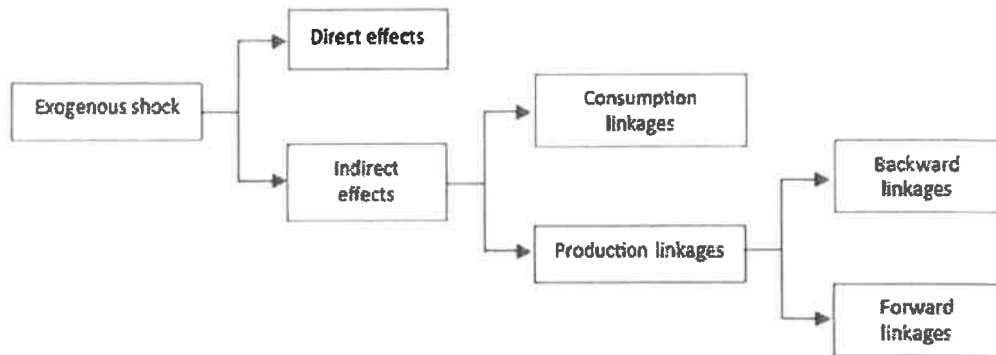 Direct effects
Exogenous shock
Consumption
linkages
Indirect
effects
Backward
linkages
Production linkages
Forward
linkages